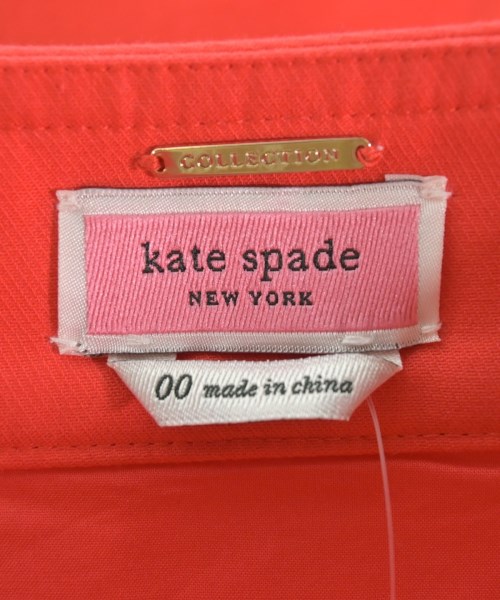 COLLECTION
kate spade
NEW YORK
00 made in china